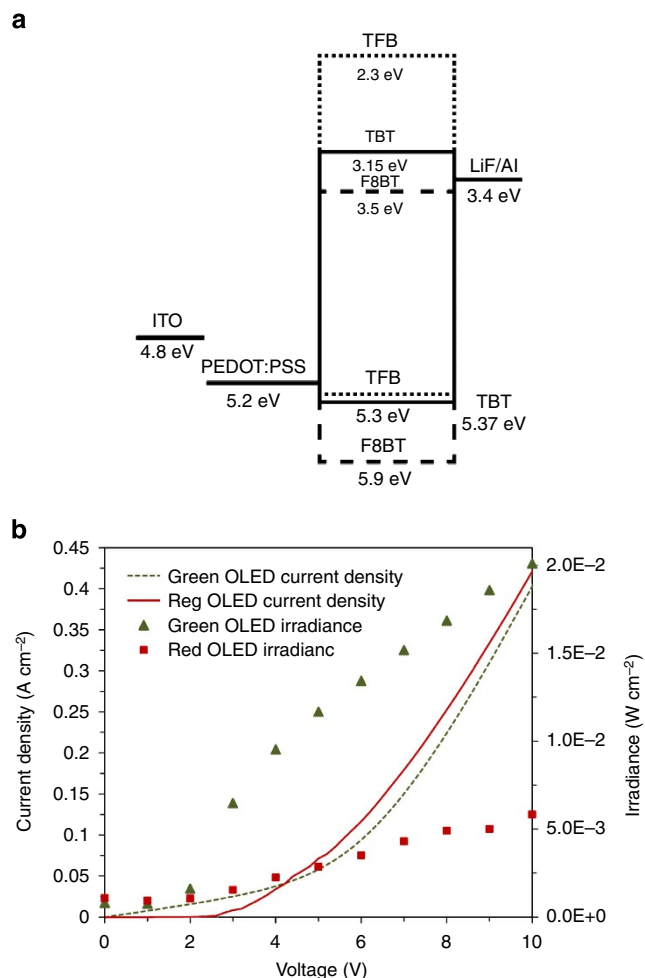 a
TFB
2.3 eV
TBT
3.15 eV
F8BT
3.5 eV
LiF/Al
3.4 eV
ITO
4.8 eV
PEDOT:PSS
5.2 eV
TFB
5.3 eV
TBT
5.37 eV
F8BT
5.9 eV
b
Current density (A cm⁻²)
0.45
0.4
0.35
0.3
0.25
0.2
0.15
0.1
0.05
0
Green OLED current density
Reg OLED current density
Green OLED irradiance
Red OLED irradianc
2.0E–2
1.5E–2
1.0E–2
5.0E–3
0.0E+0
Irradiance (W cm⁻²)
0 2 4 6 8 10
Voltage (V)